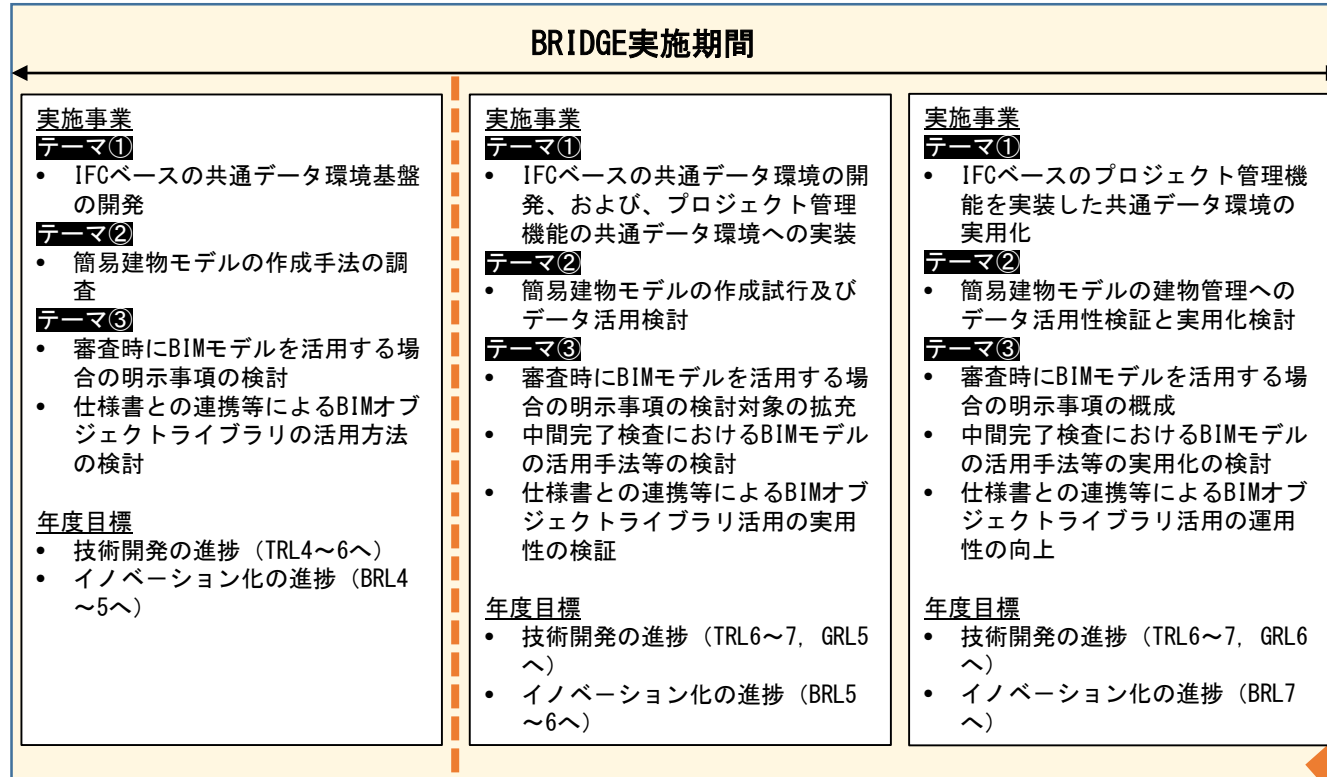 BRIDGE実施期間
実施事業
テーマ①
• IFCベースの共通データ環境基盤
の開発
テーマ②
• 簡易建物モデルの作成手法の調
査
テーマ③
• 審査時にBIMモデルを活用する場
合の明示事項の検討
• 仕様書との連携等によるBIMオブ
ジェクトライブラリの活用方法
の検討
年度目標
• 技術開発の進捗（TRL4～6へ）
• イノベーション化の進捗（BRL4
～5へ）
実施事業
テーマ①
• IFCベースの共通データ環境の開
発、および、プロジェクト管理
機能の共通データ環境への実装
テーマ②
• 簡易建物モデルの作成試行及び
データ活用検討
テーマ③
• 審査時にBIMモデルを活用する場
合の明示事項の検討対象の拡充
• 中間完了検査におけるBIMモデル
の活用手法等の検討
• 仕様書との連携等によるBIMオブ
ジェクトライブラリ活用の実用
性の検証
年度目標
• 技術開発の進捗（TRL6～7, GRL5
へ）
• イノベーション化の進捗（BRL5
～6へ）
実施事業
テーマ①
• IFCベースのプロジェクト管理機
能を実装した共通データ環境の
実用化
テーマ②
• 簡易建物モデルの建物管理への
データ活用性検証と実用化検討
テーマ③
• 審査時にBIMモデルを活用する場
合の明示事項の概成
• 中間完了検査におけるBIMモデル
の活用手法等の実用化の検討
• 仕様書との連携等によるBIMオブ
ジェクトライブラリ活用の運用
性の向上
年度目標
• 技術開発の進捗（TRL6～7, GRL6
へ）
• イノベーション化の進捗（BRL7
へ）